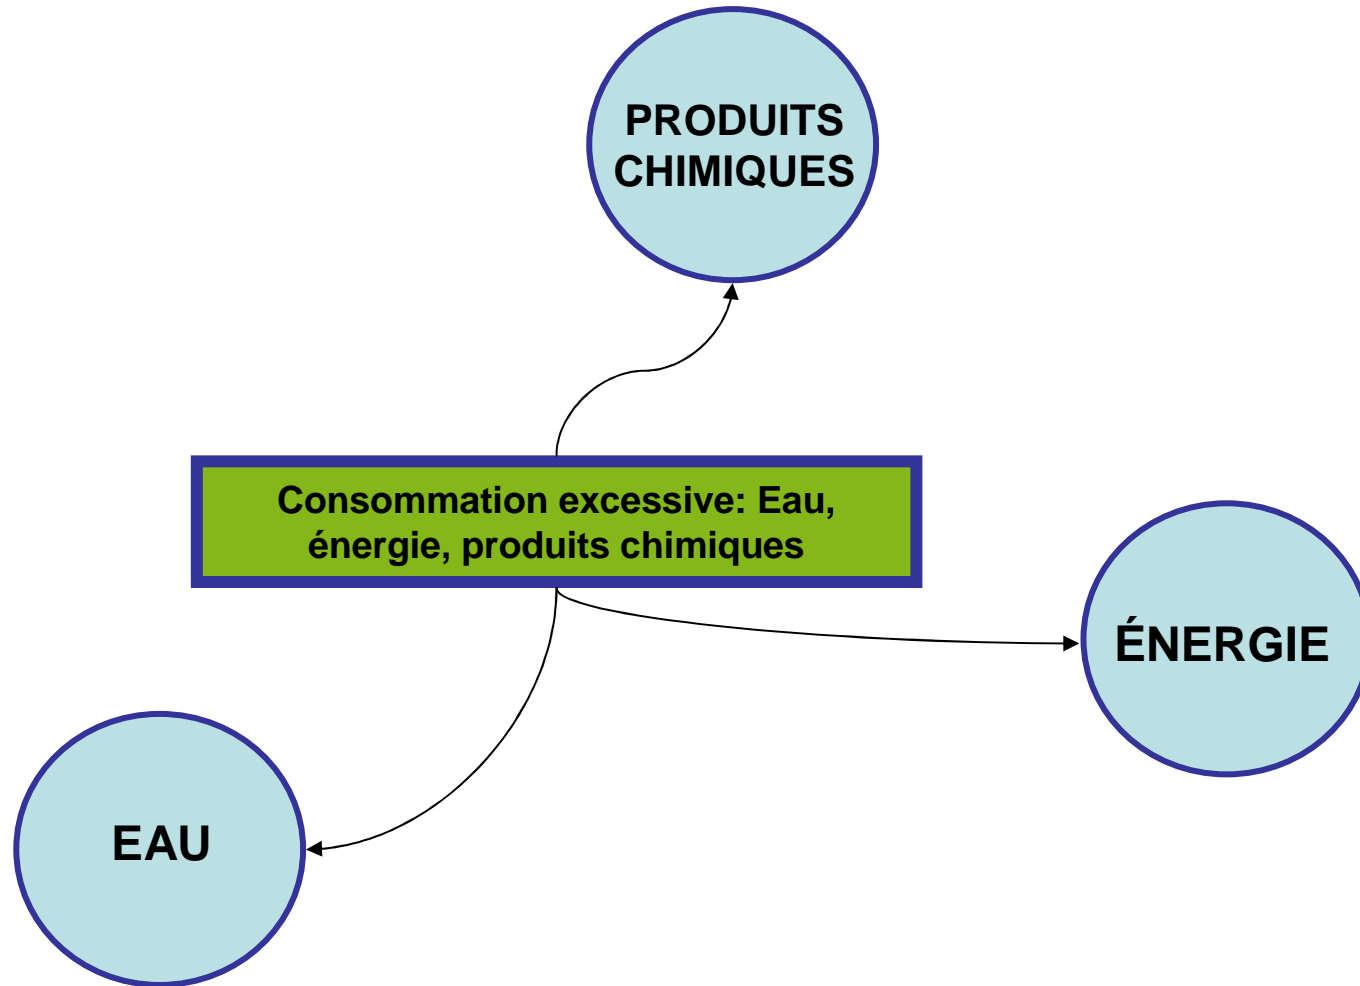 PRODUITS
CHIMIQUES
Consommation excessive: Eau,
énergie, produits chimiques
ÉNERGIE
EAU